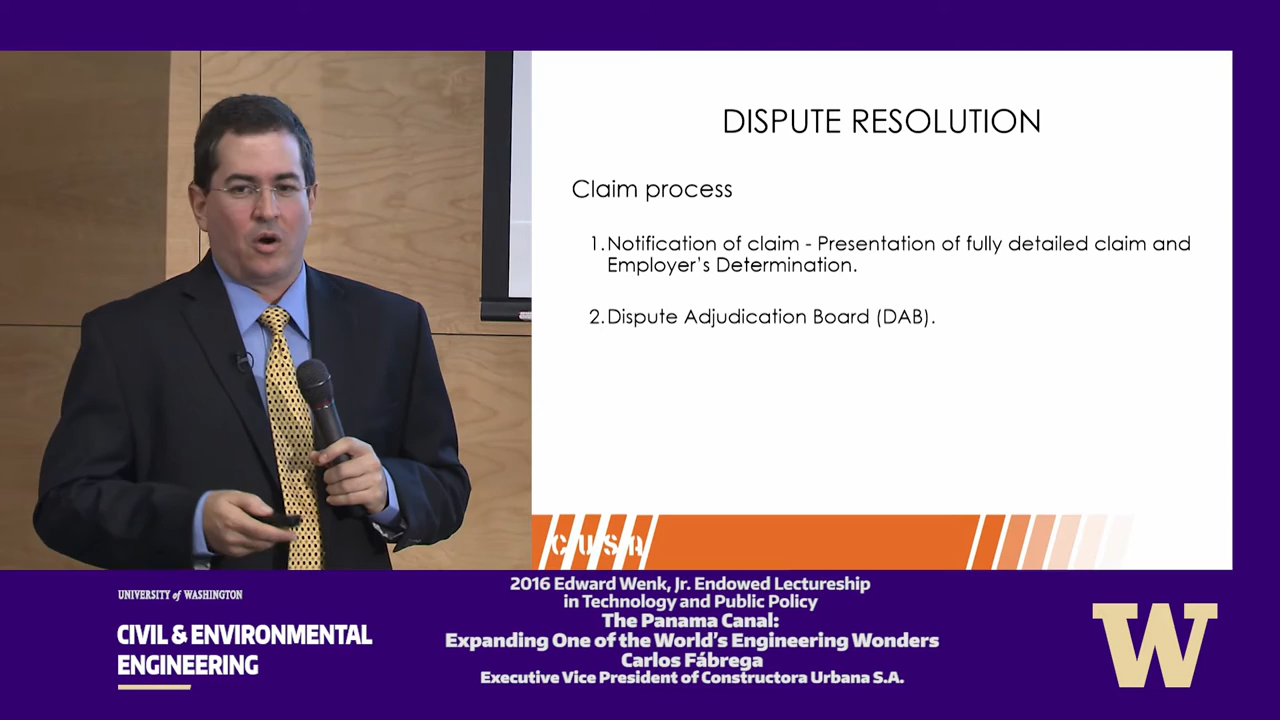 DISPUTE RESOLUTION
Claim process
1. Notification of claim - Presentation of fully detailed claim and
Employer's Determination.
2. Dispute Adjudication Board (DAB).
CUSA
UNIVERSITY of WASHINGTON
CIVIL & ENVIRONMENTAL
ENGINEERING
2016 Edward Wenk, Jr. Endowed Lectureship
in Technology and Public Policy
The Panama Canal:
Expanding One of the World's Engineering Wonders
Carlos Fábrega
Executive Vice President of Constructora Urbana S.A.
W